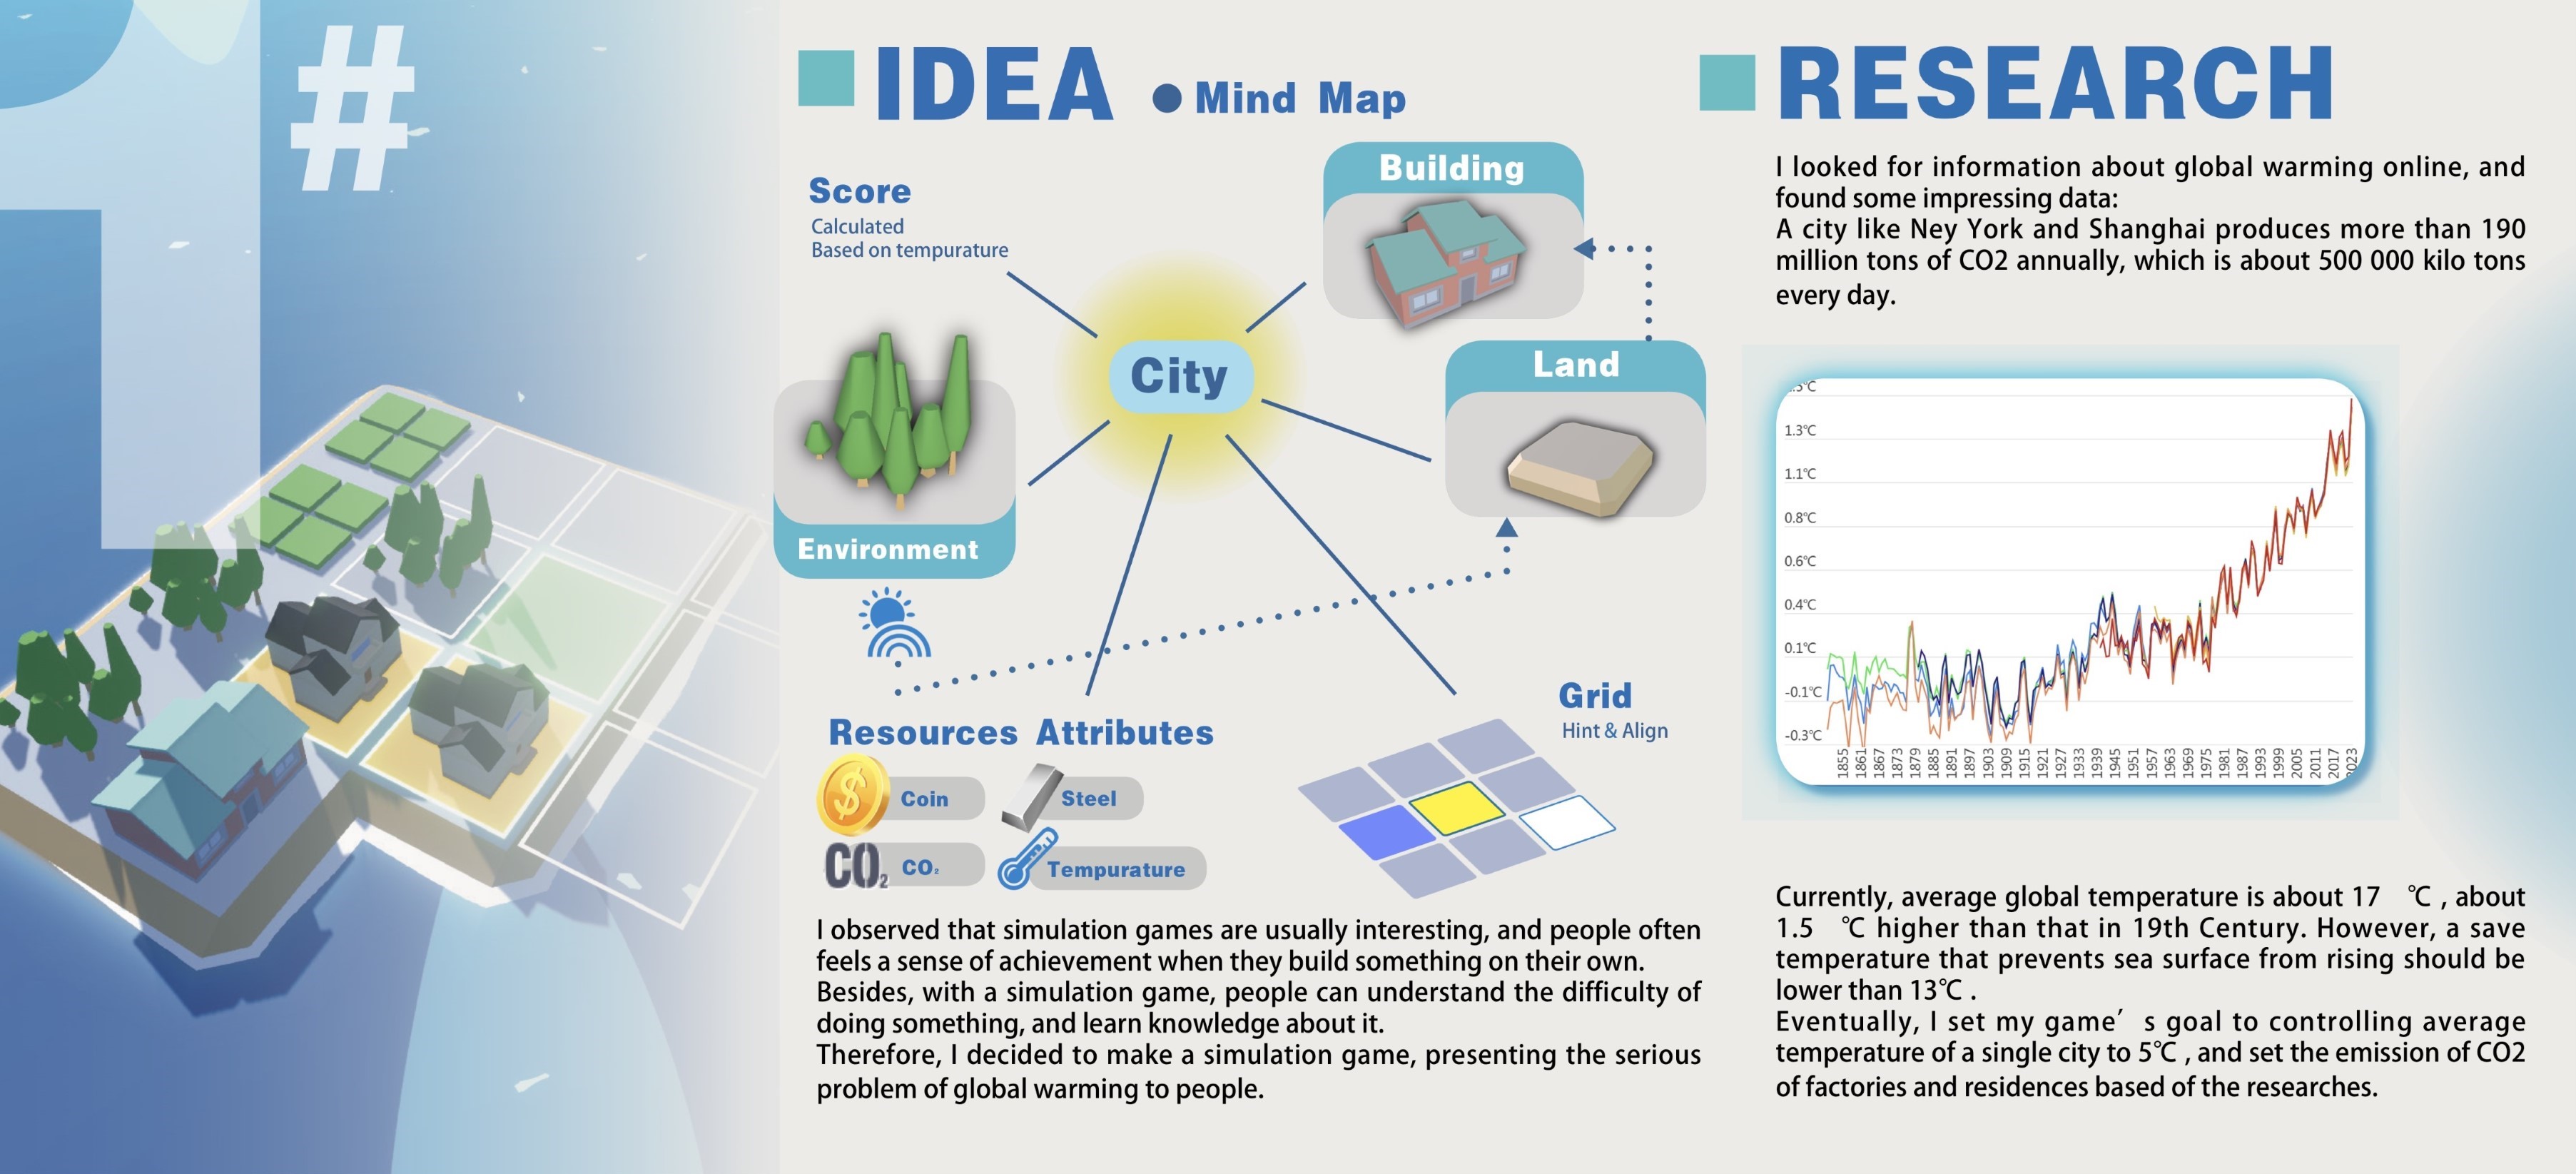 1#
IDEA
Mind Map
Score
Calculated
Based on tempurature
Building
City
Land
Environment
Resources Attributes
Coin
Steel
CO₂
CO₂
Tempurature
Grid
Hint & Align
I observed that simulation games are usually interesting, and people often
feels a sense of achievement when they build something on their own.
Besides, with a simulation game, people can understand the difficulty of
doing something, and learn knowledge about it.
Therefore, I decided to make a simulation game, presenting the serious
problem of global warming to people.
RESEARCH
I looked for information about global warming online, and
found some impressing data:
A city like Ney York and Shanghai produces more than 190
million tons of CO2 annually, which is about 500 000 kilo tons
every day.
1.3℃
1.1℃
0.8℃
0.6℃
0.4℃
0.1℃
-0.1℃
-0.3℃
1855
1861
1867
1873
1879
1885
1891
1897
1903
1909
1915
1921
1927
1933
1939
1945
1951
1957
1963
1969
1975
1981
1987
1993
1999
2005
2011
2017
2023
Currently, average global temperature is about 17 ℃ , about
1.5 ℃ higher than that in 19th Century. However, a save
temperature that prevents sea surface from rising should be
lower than 13℃ .
Eventually, I set my game′ s goal to controlling average
temperature of a single city to 5℃ , and set the emission of CO2
of factories and residences based of the researches.